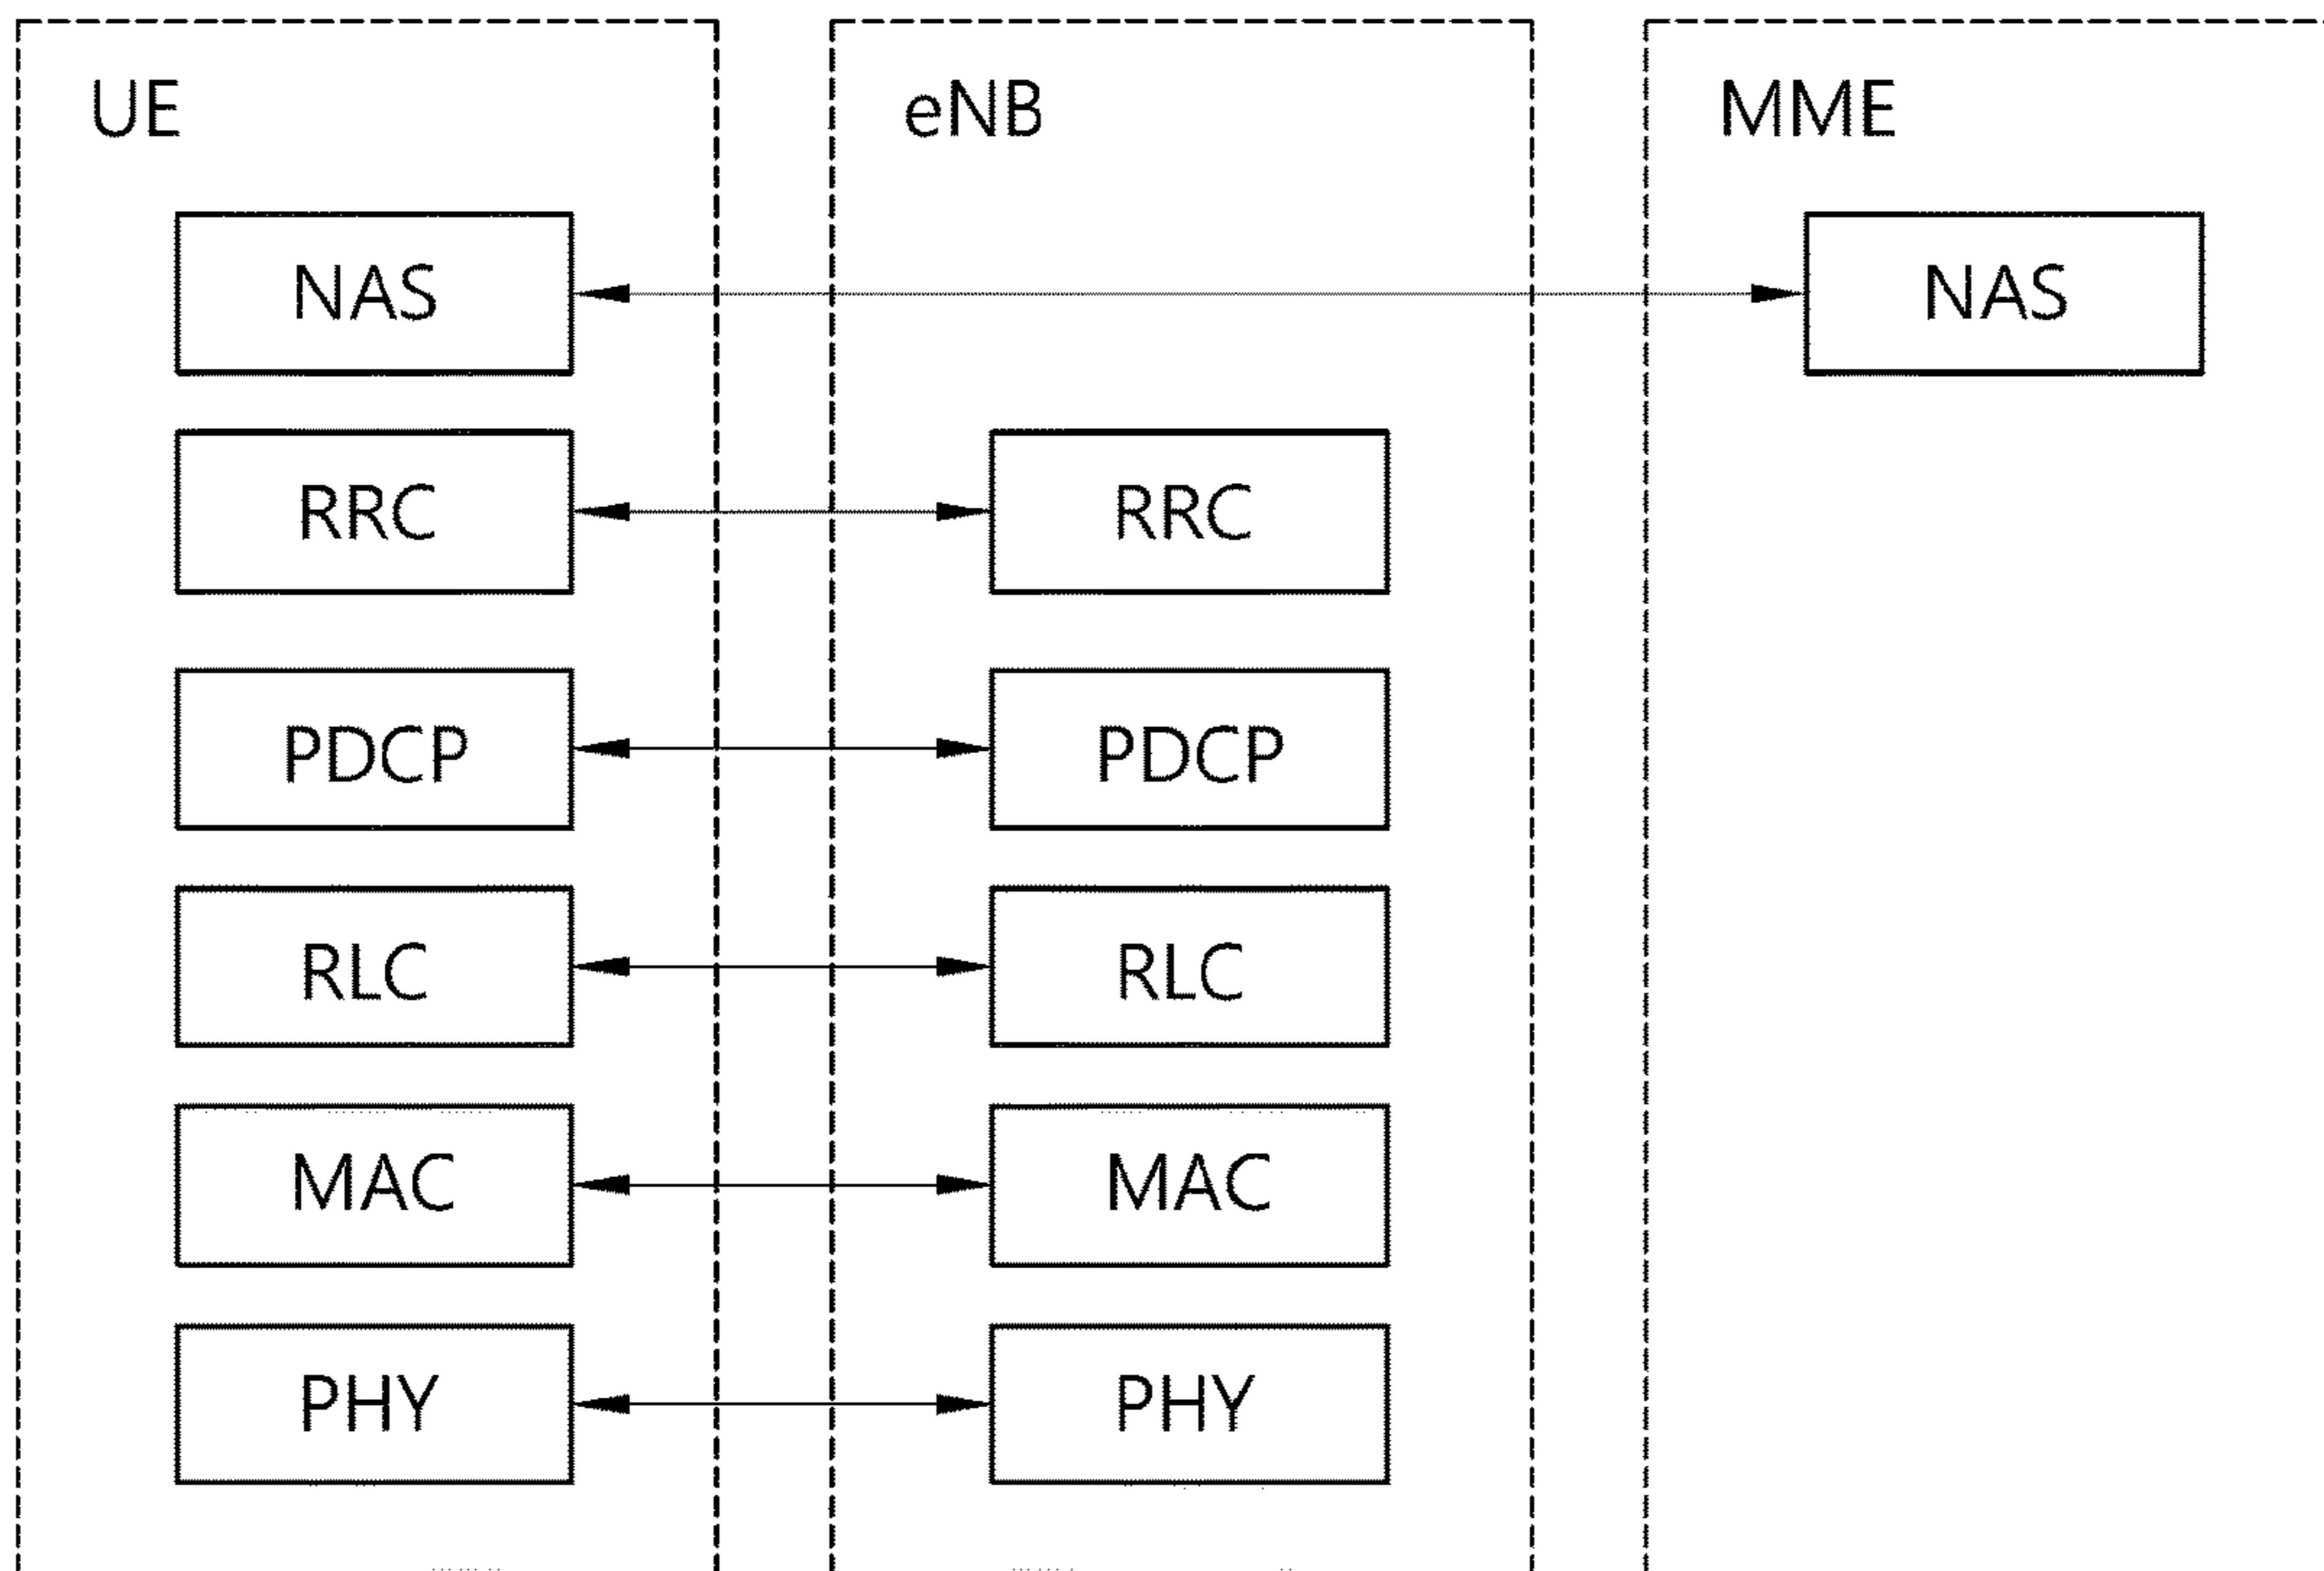 UE
eNB
MME
NAS
NAS
RRC
RRC
PDCP
PDCP
RLC
RLC
MAC
MAC
PHY
PHY